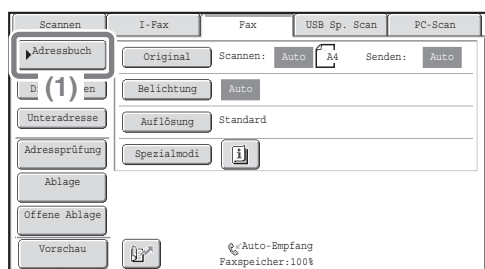 Scannen I-Fax Fax USB Sp. Scan PC-Scan
Adressbuch
Original Scannen: Auto A4 Senden: Auto
(1)
Belichtung Auto
Unteradresse Auflösung Standard
Adressprüfung Spezialmodi
Ablage
Offene Ablage
Vorschau Auto-Empfang
Faxspeicher:100%